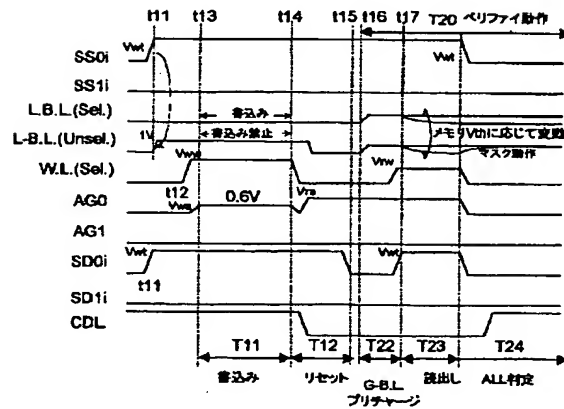 t11 t13 t14 t15 t16 t17 T20 ベリファイ動作
Vwt Vwt
SS0i
SS1i
L.B.L.(Sel.) 書込み
1V 書込み禁止 メモリVthに応じて変動
L-B.L.(Unsel.)
Vww Vrw マスク動作
W.L.(Sel.)
t12 Vwa 0.6V Vra
AG0
AG1
Vwt Vwt
SD0i
t11
SD1i
CDL
T11 T12 T22 T23 T24
書込み リセット G-B.L. プリチャージ 読出し ALL判定